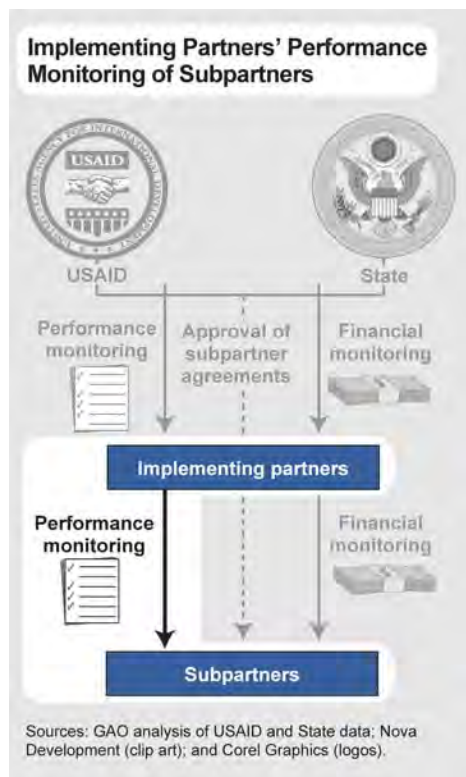 Implementing Partners' Performance
Monitoring of Subpartners
USAID
USAID
State
Performance
monitoring
Approval of
subpartner
agreements
Financial
monitoring
Implementing partners
Performance
monitoring
Financial
monitoring
Subpartners
Sources: GAO analysis of USAID and State data; Nova
Development (clip art); and Corel Graphics (logos).